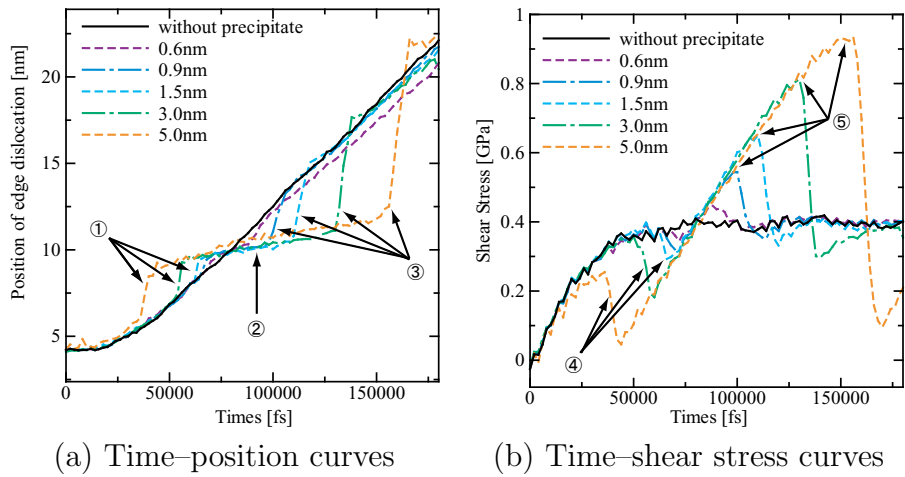 (a)
without precipitate
0.6nm
0.9nm
1.5nm
3.0nm
5.0nm
Position of edge dislocation [nm]
20
15
10
5
①
②
③
0
50000
100000
150000
Times [fs]
(a) Time–position curves
(b)
without precipitate
0.6nm
0.9nm
1.5nm
3.0nm
5.0nm
Shear Stress [GPa]
1
0.8
0.6
0.4
0.2
0
④
⑤
0
50000
100000
150000
Times [fs]
(b) Time–shear stress curves